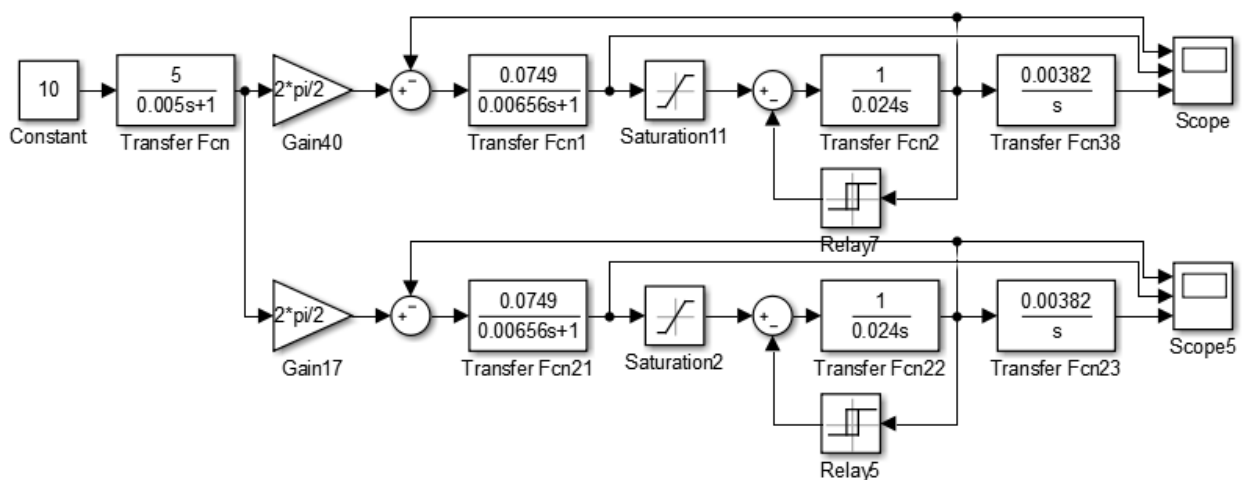 10
Constant
5
0.005s+1
Transfer Fcn
2*pi/2
Gain40
+
−
0.0749
0.00656s+1
Transfer Fcn1
Saturation11
+
−
1
0.024s
Transfer Fcn2
0.00382
s
Transfer Fcn38
Scope
Relay7
2*pi/2
Gain17
+
−
0.0749
0.00656s+1
Transfer Fcn21
Saturation2
+
−
1
0.024s
Transfer Fcn22
0.00382
s
Transfer Fcn23
Scope5
Relay5